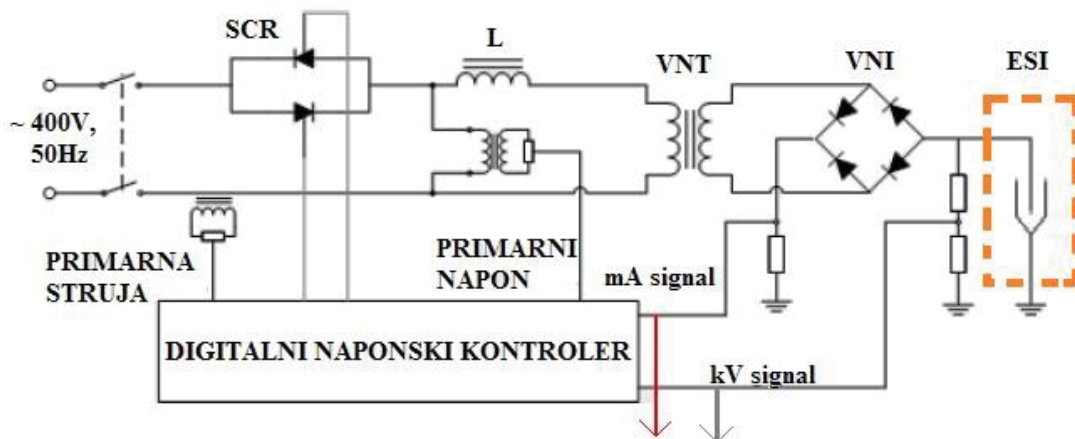 SCR
L
VNT
VNI
ESI
~ 400V,
50Hz
PRIMARNA
STRUJA
PRIMARNI
NAPON
mA signal
DIGITALNI NAPONSKI KONTROLER
kV signal